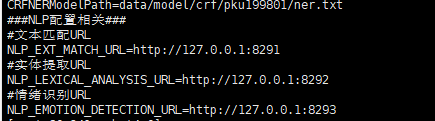 CRFNERModelPath=data/model/crf/pku199801/ner.txt
###NLP配置相关###
#文本匹配URL
NLP_EXT_MATCH_URL=http://127.0.0.1:8291
#实体提取URL
NLP_LEXICAL_ANALYSIS_URL=http://127.0.0.1:8292
#情绪识别URL
NLP_EMOTION_DETECTION_URL=http://127.0.0.1:8293